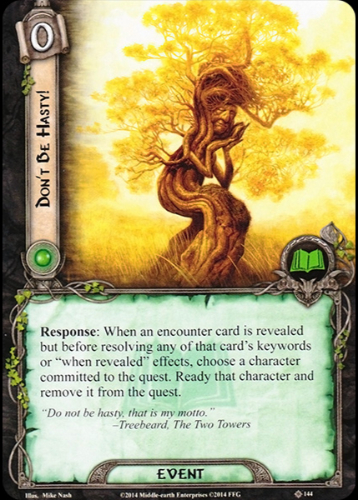 0
DON'T BE HASTY!
Response: When an encounter card is revealed
but before resolving any of that card's keywords
or “when revealed” effects, choose a character
committed to the quest. Ready that character and
remove it from the quest.
“Do not be hasty, that is my motto.”
–Treebeard, The Two Towers
EVENT
Illus. Mike Nash ©2014 Middle-earth Enterprises ©2014 FFG 144